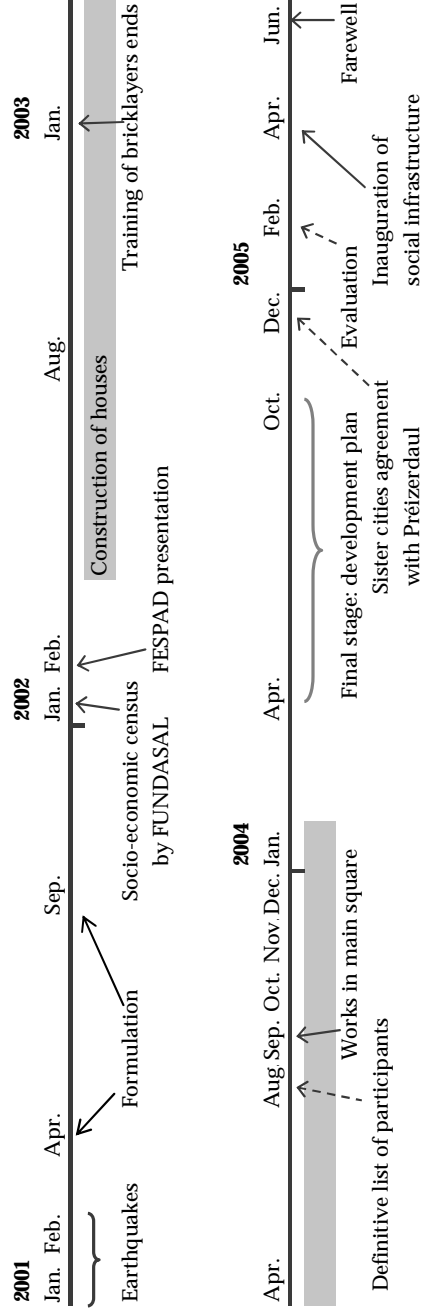 2001
2002
2003
Jan. Feb.
Apr.
Sep.
Jan. Feb.
Aug.
Jan.
Construction of houses
Earthquakes
Formulation
Socio-economic census
by FUNDASAL
FESPAD presentation
Training of bricklayers ends
2004
2005
Apr.
Aug. Sep. Oct. Nov. Dec. Jan.
Apr.
Oct.
Dec.
Feb.
Apr.
Jun.
Works in main square
Final stage: development plan
Evaluation
Farewell
Definitive list of participants
Sister cities agreement
with Préizerdaul
Inauguration of
social infrastructure